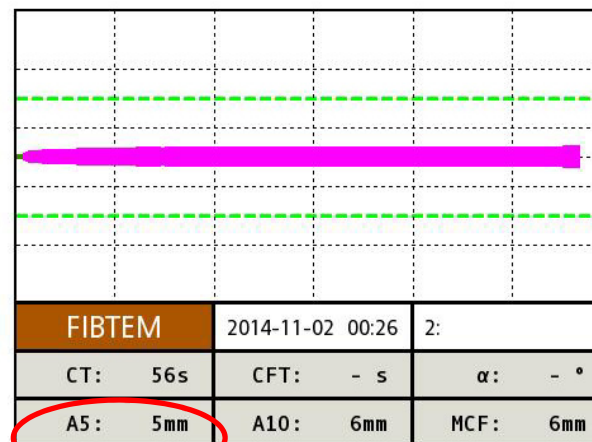 FIBTEM 2014-11-02 00:26 2:
CT: 56s CFT: - s α: - °
A5: 5mm A10: 6mm MCF: 6mm